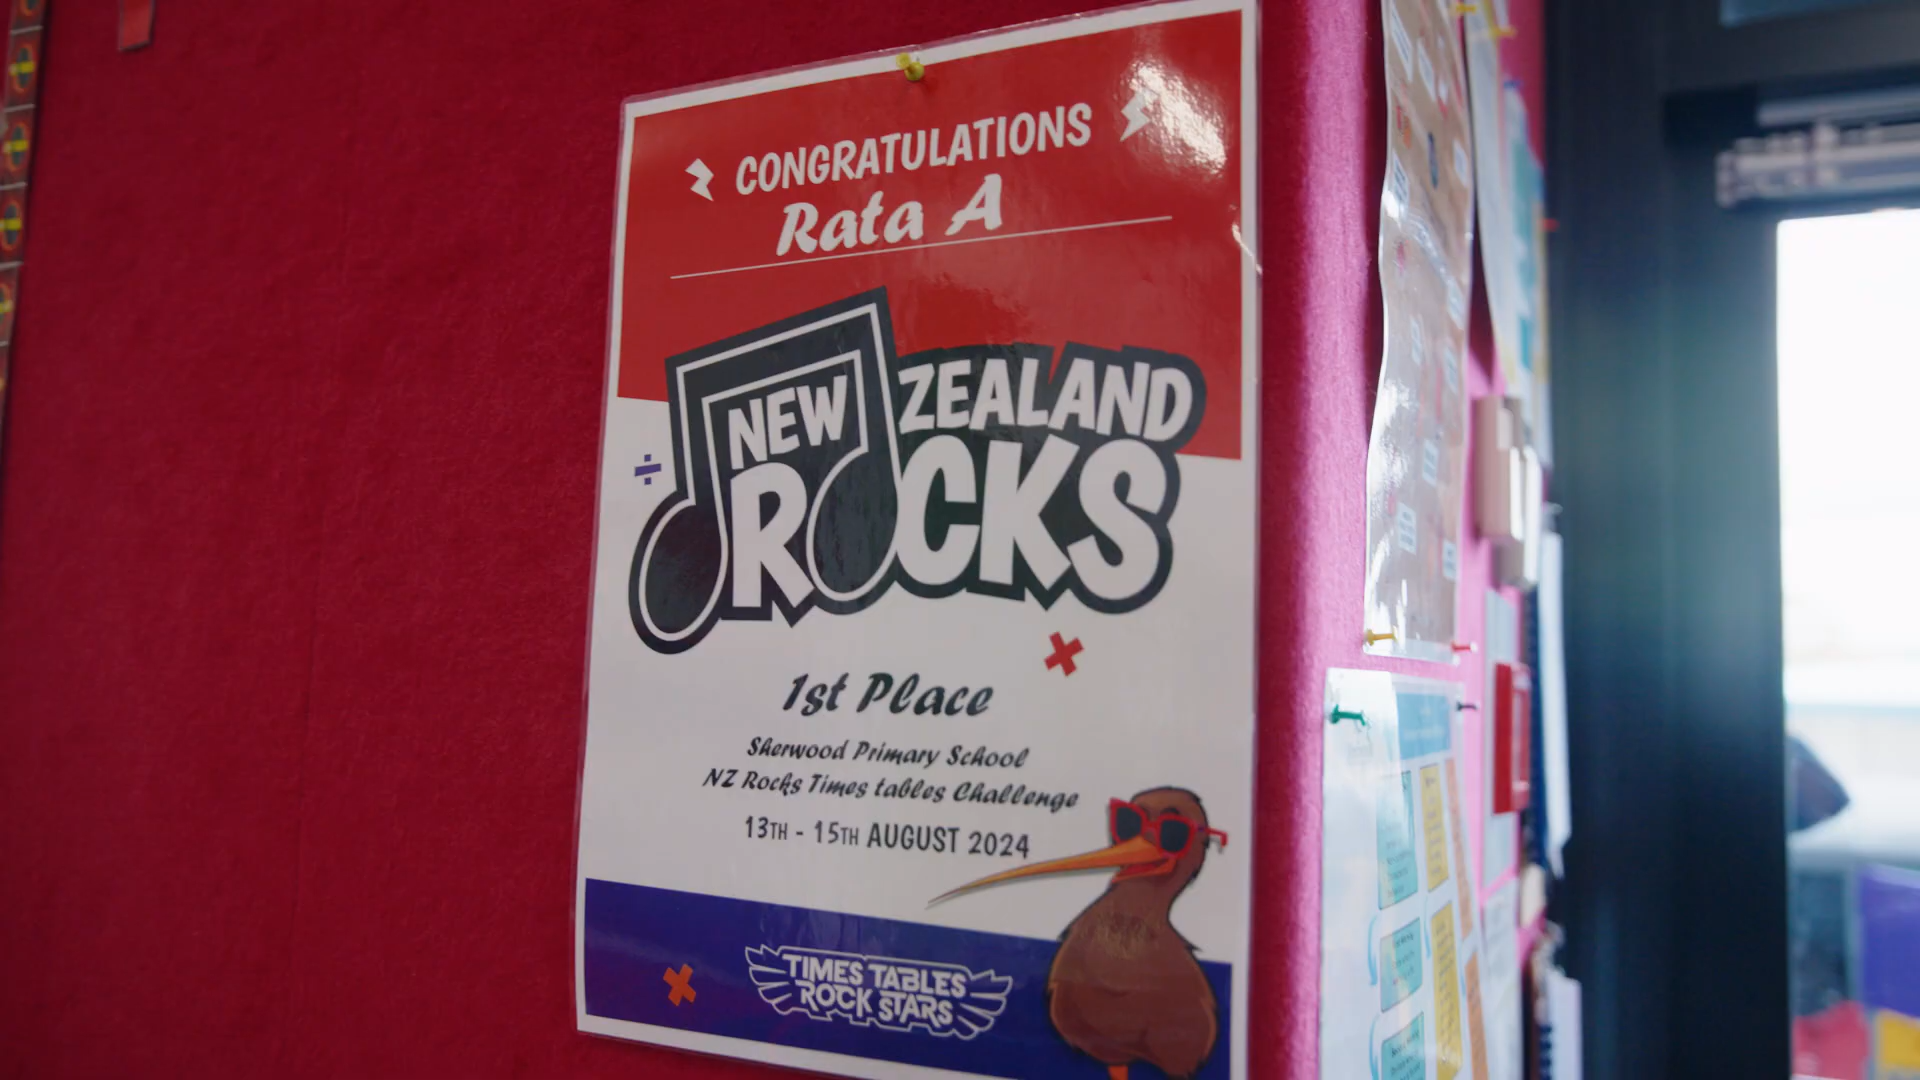 CONGRATULATIONS
Rata A
NEW ZEALAND
ROCKS
1st Place
Sherwood Primary School
NZ Rocks Times tables Challenge
13TH - 15TH AUGUST 2024
TIMES TABLES
ROCK STARS